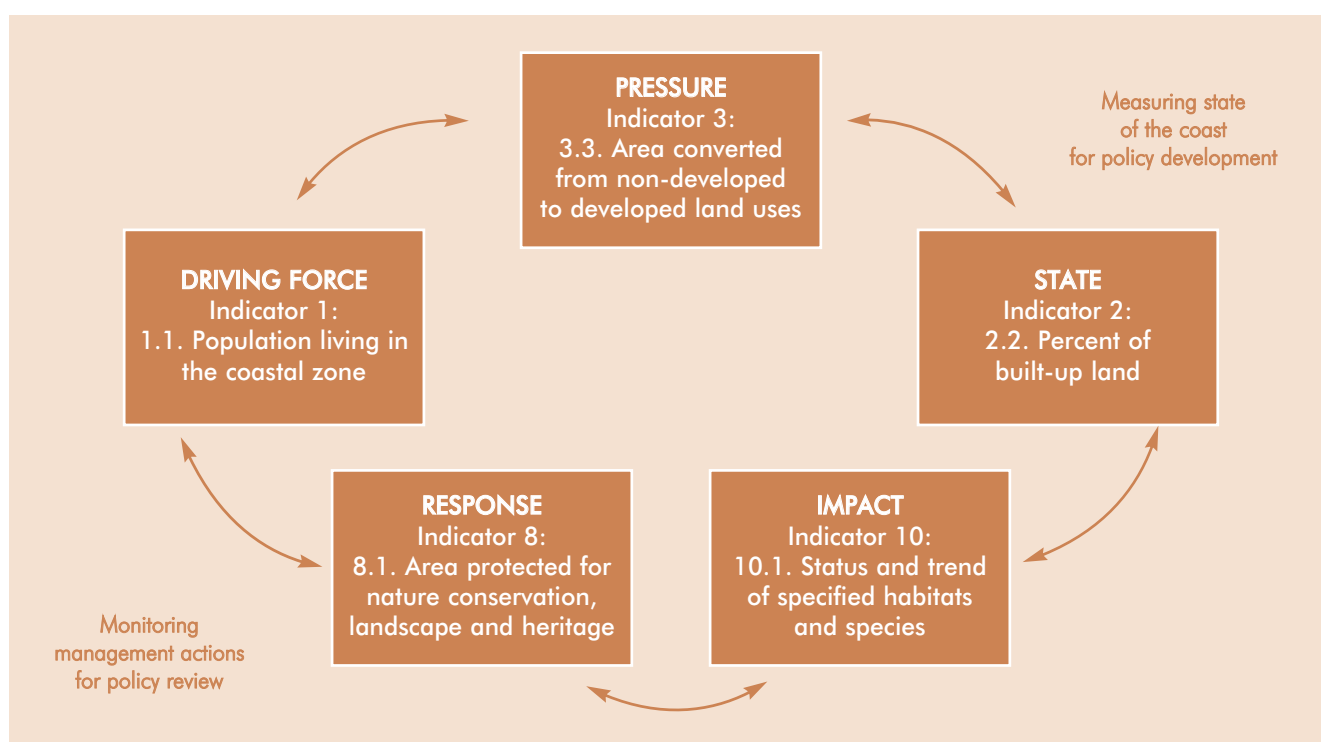 PRESSURE
Indicator 3:
3.3. Area converted
from non-developed
to developed land uses
Measuring state
of the coast
for policy development
DRIVING FORCE
Indicator 1:
1.1. Population living in
the coastal zone
STATE
Indicator 2:
2.2. Percent of
built-up land
RESPONSE
Indicator 8:
8.1. Area protected for
nature conservation,
landscape and heritage
IMPACT
Indicator 10:
10.1. Status and trend
of specified habitats
and species
Monitoring
management actions
for policy review